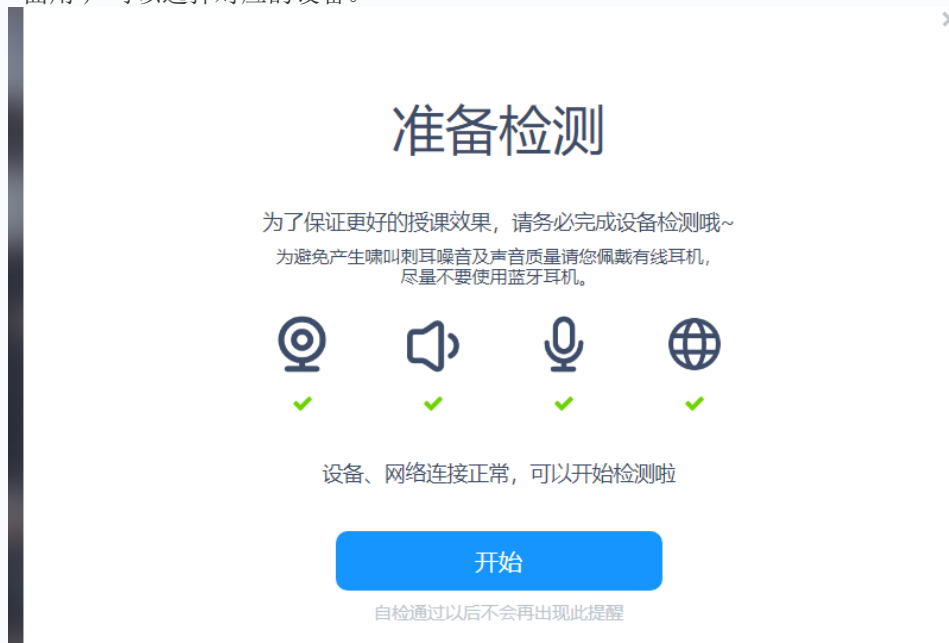 准备检测
为了保证更好的授课效果，请务必完成设备检测哦~
为避免产生啸叫刺耳噪音及声音质量请您佩戴有线耳机，
尽量不要使用蓝牙耳机。
设备、网络连接正常，可以开始检测啦
开始
自检通过以后不会再出现此提醒